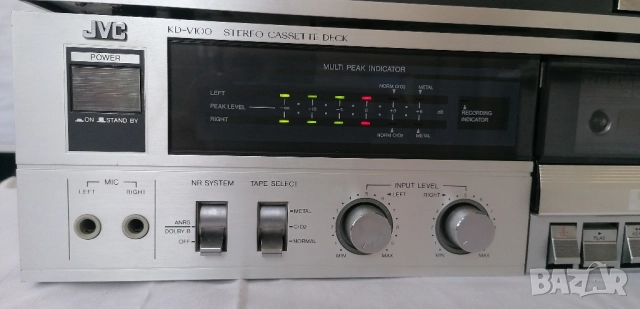 JVC KD-V100 STEREO CASSETTE DECK
POWER
ON STAND BY
MULTI PEAK INDICATOR
NORM CrO2 METAL
LEFT
PEAK LEVEL
RIGHT
NORM CrO2 METAL
RECORDING
INDICATOR
MIC
LEFT RIGHT
NR SYSTEM
ANRS
DOLBY-B
OFF
TAPE SELECT
METAL
CrO2
NORMAL
INPUT LEVEL
LEFT RIGHT
MIN MAX MIN MAX
PLAY
BAZAR